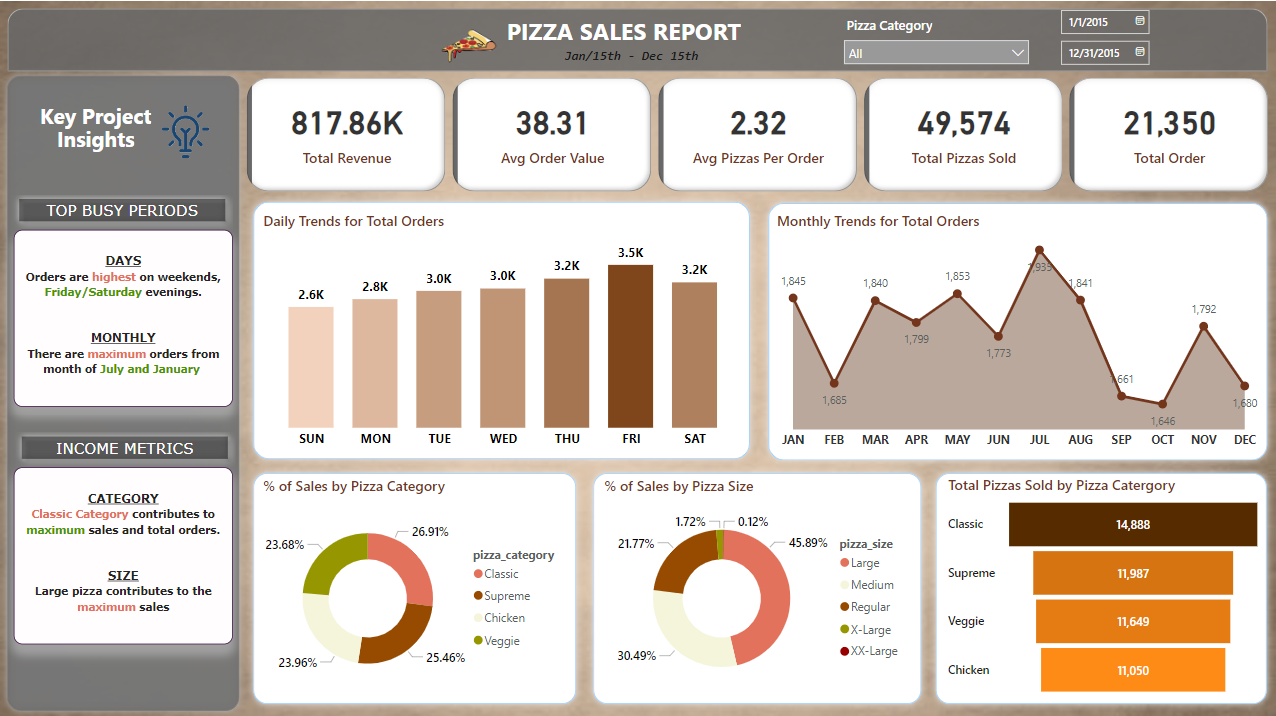 PIZZA SALES REPORT
Jan/15th - Dec 15th
Pizza Category
All
1/1/2015
12/31/2015
Key Project
Insights
TOP BUSY PERIODS
DAYS
Orders are highest on weekends,
Friday/Saturday evenings.
MONTHLY
There are maximum orders from
month of July and January
INCOME METRICS
CATEGORY
Classic Category contributes to
maximum sales and total orders.
SIZE
Large pizza contributes to the
maximum sales
817.86K
Total Revenue
38.31
Avg Order Value
2.32
Avg Pizzas Per Order
49,574
Total Pizzas Sold
21,350
Total Order
Daily Trends for Total Orders
2.6K
2.8K
3.0K
3.0K
3.2K
3.5K
3.2K
SUN MON TUE WED THU FRI SAT
Monthly Trends for Total Orders
1,845
1,685
1,840
1,799
1,853
1,773
1,935
1,841
1,661
1,646
1,792
1,680
JAN FEB MAR APR MAY JUN JUL AUG SEP OCT NOV DEC
% of Sales by Pizza Category
26.91%
25.46%
23.96%
23.68%
pizza_category
Classic
Supreme
Chicken
Veggie
% of Sales by Pizza Size
1.72%
0.12%
45.89%
30.49%
21.77%
pizza_size
Large
Medium
Regular
X-Large
XX-Large
Total Pizzas Sold by Pizza Catergory
Classic 14,888
Supreme 11,987
Veggie 11,649
Chicken 11,050